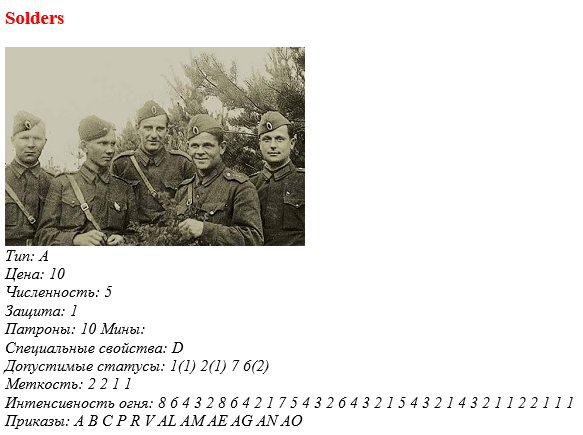 Solders
Тип: A
Цена: 10
Численность: 5
Защита: 1
Патроны: 10 Мины:
Специальные свойства: D
Допустимые статусы: 1(1) 2(1) 7 6(2)
Меткость: 2 2 1 1
Интенсивность огня: 8 6 4 3 2 8 6 4 2 1 7 5 4 3 2 6 4 3 2 1 5 4 3 2 1 4 3 2 1 1 2 2 1 1 1
Приказы: A B C P R V AL AM AE AG AN AO